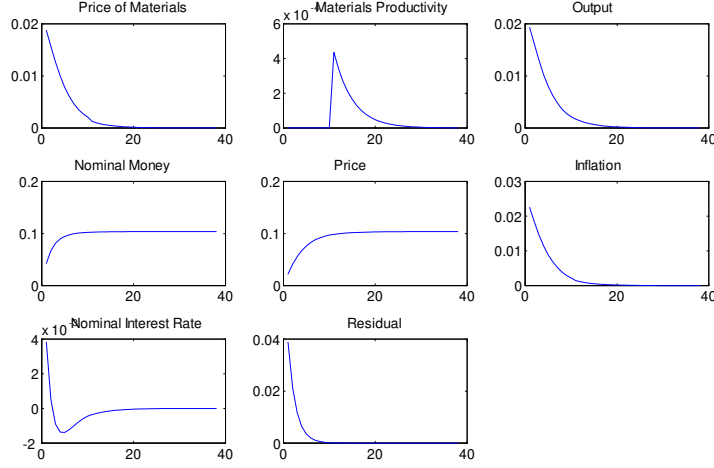 Price of Materials
0.02
0.01
0
0 20 40
x 10
Materials Productivity
6
4
2
0
0 20 40
Output
0.02
0.01
0
0 20 40
Nominal Money
0.2
0.1
0
0 20 40
Price
0.2
0.1
0
0 20 40
Inflation
0.03
0.02
0.01
0
0 20 40
x 10
Nominal Interest Rate
4
2
0
-2
0 20 40
Residual
0.04
0.02
0
0 20 40